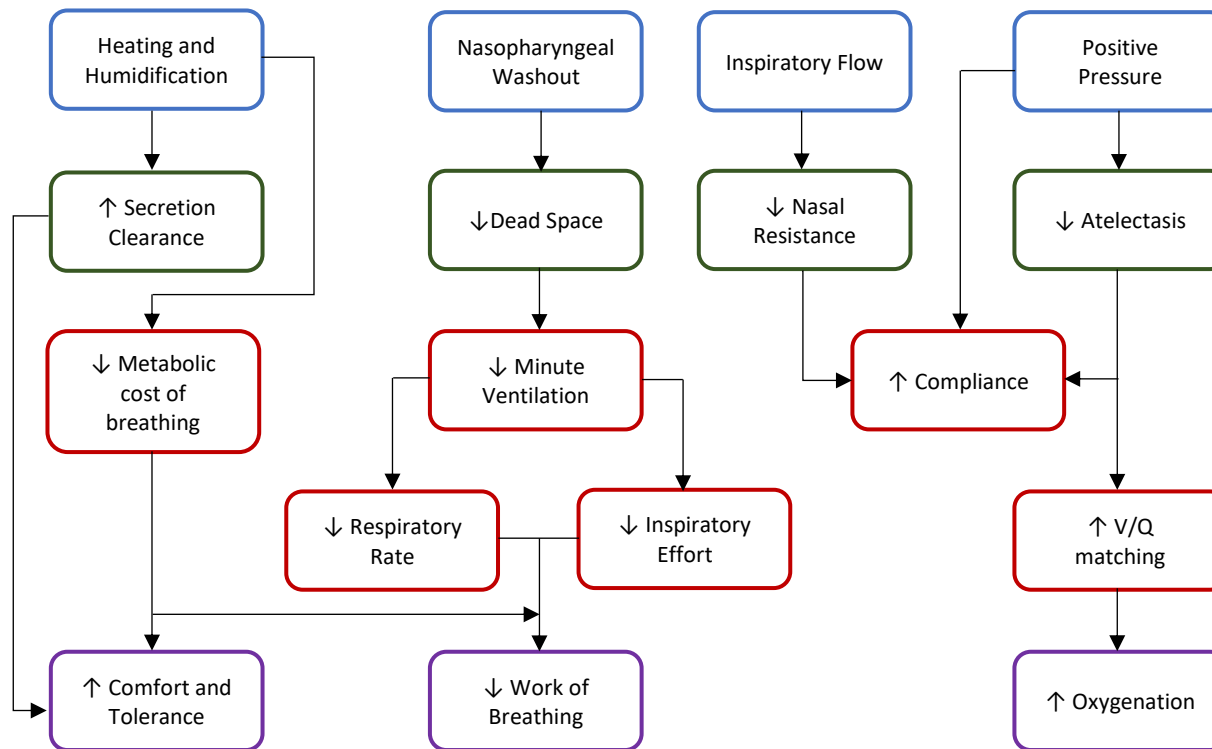 Heating and
Humidification
Nasopharyngeal
Washout
Inspiratory Flow
Positive
Pressure
↑ Secretion
Clearance
↓Dead Space
↓ Nasal
Resistance
↓ Atelectasis
↓ Metabolic
cost of
breathing
↓ Minute
Ventilation
↑ Compliance
↓ Respiratory
Rate
↓ Inspiratory
Effort
↑ V/Q
matching
↑ Comfort and
Tolerance
↓ Work of
Breathing
↑ Oxygenation